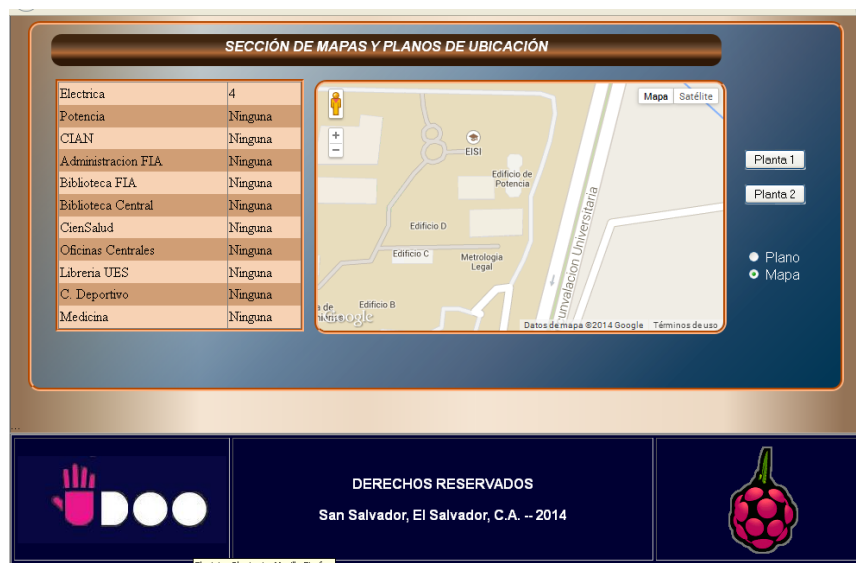 SECCIÓN DE MAPAS Y PLANOS DE UBICACIÓN
Electrica 4
Potencia Ninguna
CIAN Ninguna
Administracion FIA Ninguna
Biblioteca FIA Ninguna
Biblioteca Central Ninguna
CienSalud Ninguna
Oficinas Centrales Ninguna
Libreria UES Ninguna
C. Deportivo Ninguna
Medicina Ninguna
Mapa Satélite
+
−
EISI
Edificio de
Potencia
Edificio D
Edificio C
Metrologia
Legal
Edificio B
Universitaria
Google
Datos de mapa ©2014 Google Términos de uso
Planta 1
Planta 2
Plano
Mapa
...
DOO
DERECHOS RESERVADOS
San Salvador, El Salvador, C.A. -- 2014